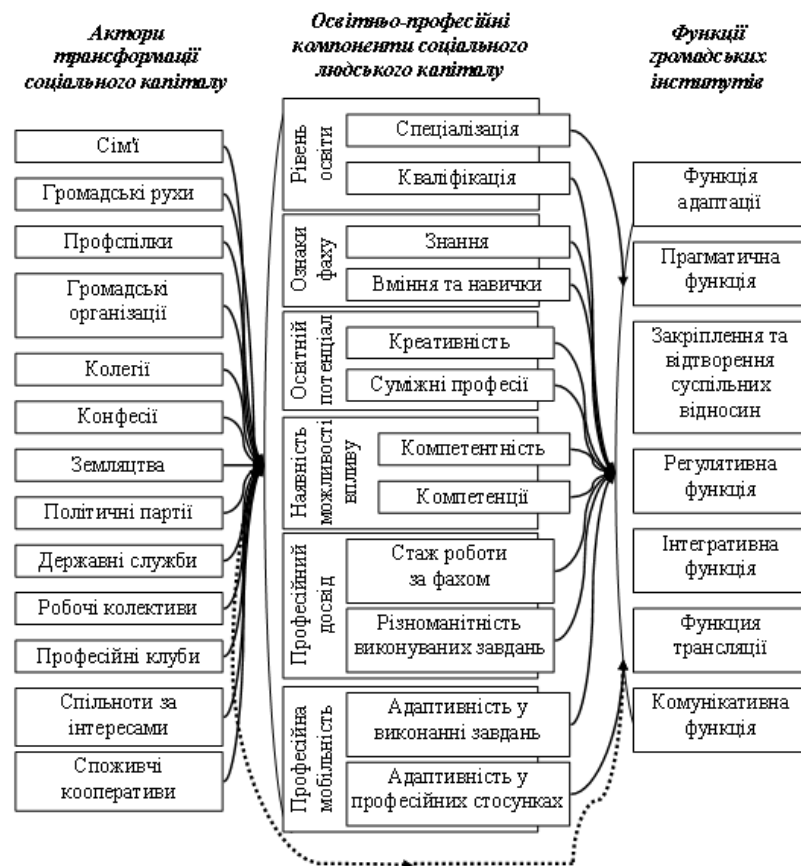 Актори
трансформації
соціального капіталу
Сім'ї
Громадські рухи
Профспілки
Громадські
організації
Колегії
Конфесії
Земляцтва
Політичні партії
Державні служби
Робочі колективи
Професійні клуби
Спільноти за
інтересами
Споживчі
кооперативи
Освітньо-професійні
компоненти соціального
людського капіталу
Рівень
освіти
Спеціалізація
Кваліфікація
Ознаки
фаху
Знання
Вміння та навички
Освітній
потенціал
Креативність
Суміжні професії
Наявність
можливості
впливу
Компетентність
Компетенції
Професійний
досвід
Стаж роботи
за фахом
Різноманітність
виконуваних завдань
Професійна
мобільність
Адаптивність у
виконанні завдань
Адаптивність у
професійних стосунках
Функції
громадських
інститутів
Функція
адаптації
Прагматична
функція
Закріплення та
відтворення
суспільних
відносин
Регулятивна
функція
Інтегративна
функція
Функция
трансляції
Комунікативна
функція